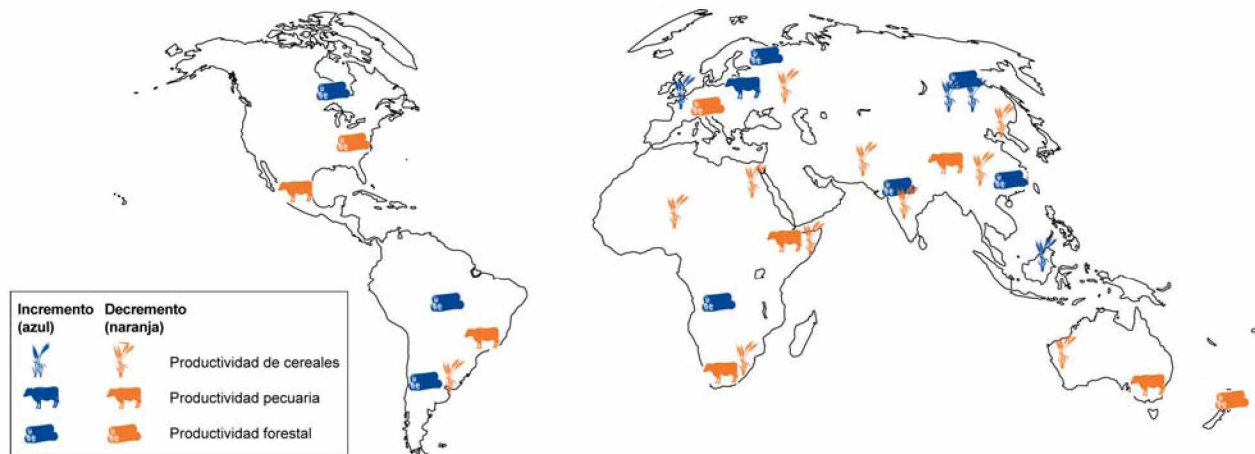 Incremento Decremento
(azul) (naranja)
Productividad de cereales
Productividad pecuaria
Productividad forestal